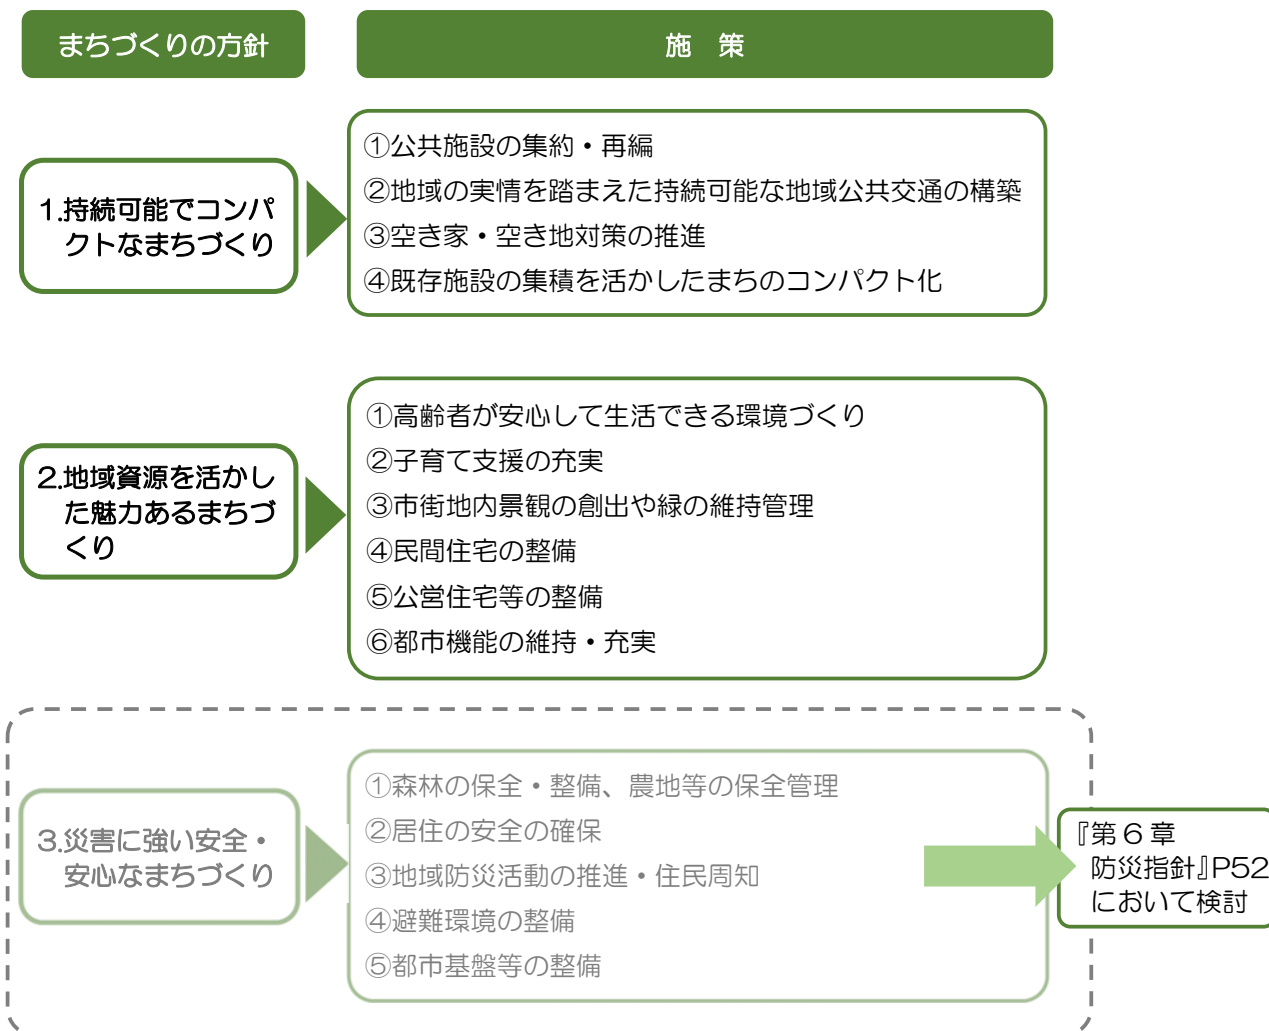 まちづくりの方針
施　策
1.持続可能でコンパ
クトなまちづくり
①公共施設の集約・再編
②地域の実情を踏まえた持続可能な地域公共交通の構築
③空き家・空き地対策の推進
④既存施設の集積を活かしたまちのコンパクト化
2.地域資源を活かし
た魅力あるまちづ
くり
①高齢者が安心して生活できる環境づくり
②子育て支援の充実
③市街地内景観の創出や緑の維持管理
④民間住宅の整備
⑤公営住宅等の整備
⑥都市機能の維持・充実
3.災害に強い安全・
安心なまちづくり
①森林の保全・整備、農地等の保全管理
②居住の安全の確保
③地域防災活動の推進・住民周知
④避難環境の整備
⑤都市基盤等の整備
『第６章
防災指針』P52
において検討